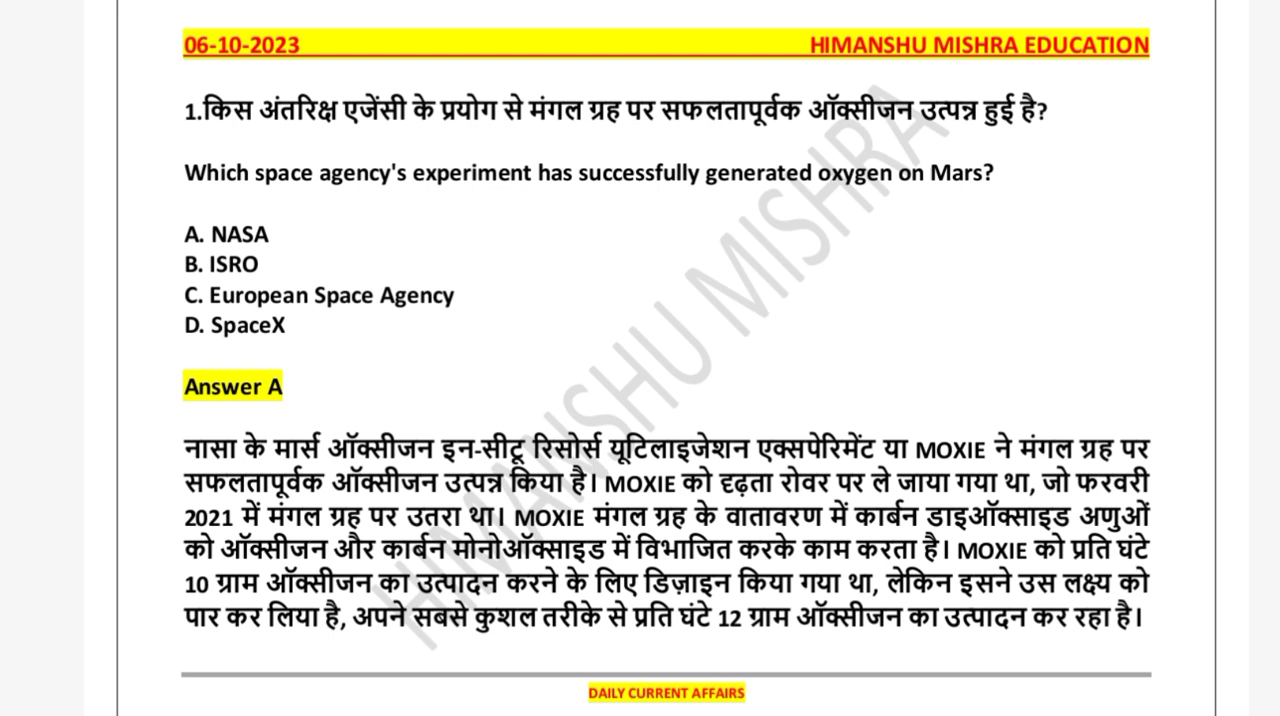 06-10-2023 HIMANSHU MISHRA EDUCATION
1.किस अंतरिक्ष एजेंसी के प्रयोग से मंगल ग्रह पर सफलतापूर्वक ऑक्सीजन उत्पन्न हुई है?
Which space agency's experiment has successfully generated oxygen on Mars?
A. NASA
B. ISRO
C. European Space Agency
D. SpaceX
Answer A
नासा के मार्स ऑक्सीजन इन-सीटू रिसोर्स यूटिलाइजेशन एक्सपेरिमेंट या MOXIE ने मंगल ग्रह पर
सफलतापूर्वक ऑक्सीजन उत्पन्न किया है। MOXIE को दृढ़ता रोवर पर ले जाया गया था, जो फरवरी
2021 में मंगल ग्रह पर उतरा था। MOXIE मंगल ग्रह के वातावरण में कार्बन डाइऑक्साइड अणुओं
को ऑक्सीजन और कार्बन मोनोऑक्साइड में विभाजित करके काम करता है। MOXIE को प्रति घंटे
10 ग्राम ऑक्सीजन का उत्पादन करने के लिए डिज़ाइन किया गया था, लेकिन इसने उस लक्ष्य को
पार कर लिया है, अपने सबसे कुशल तरीके से प्रति घंटे 12 ग्राम ऑक्सीजन का उत्पादन कर रहा है।
HIMANSHU MISHRA
DAILY CURRENT AFFAIRS